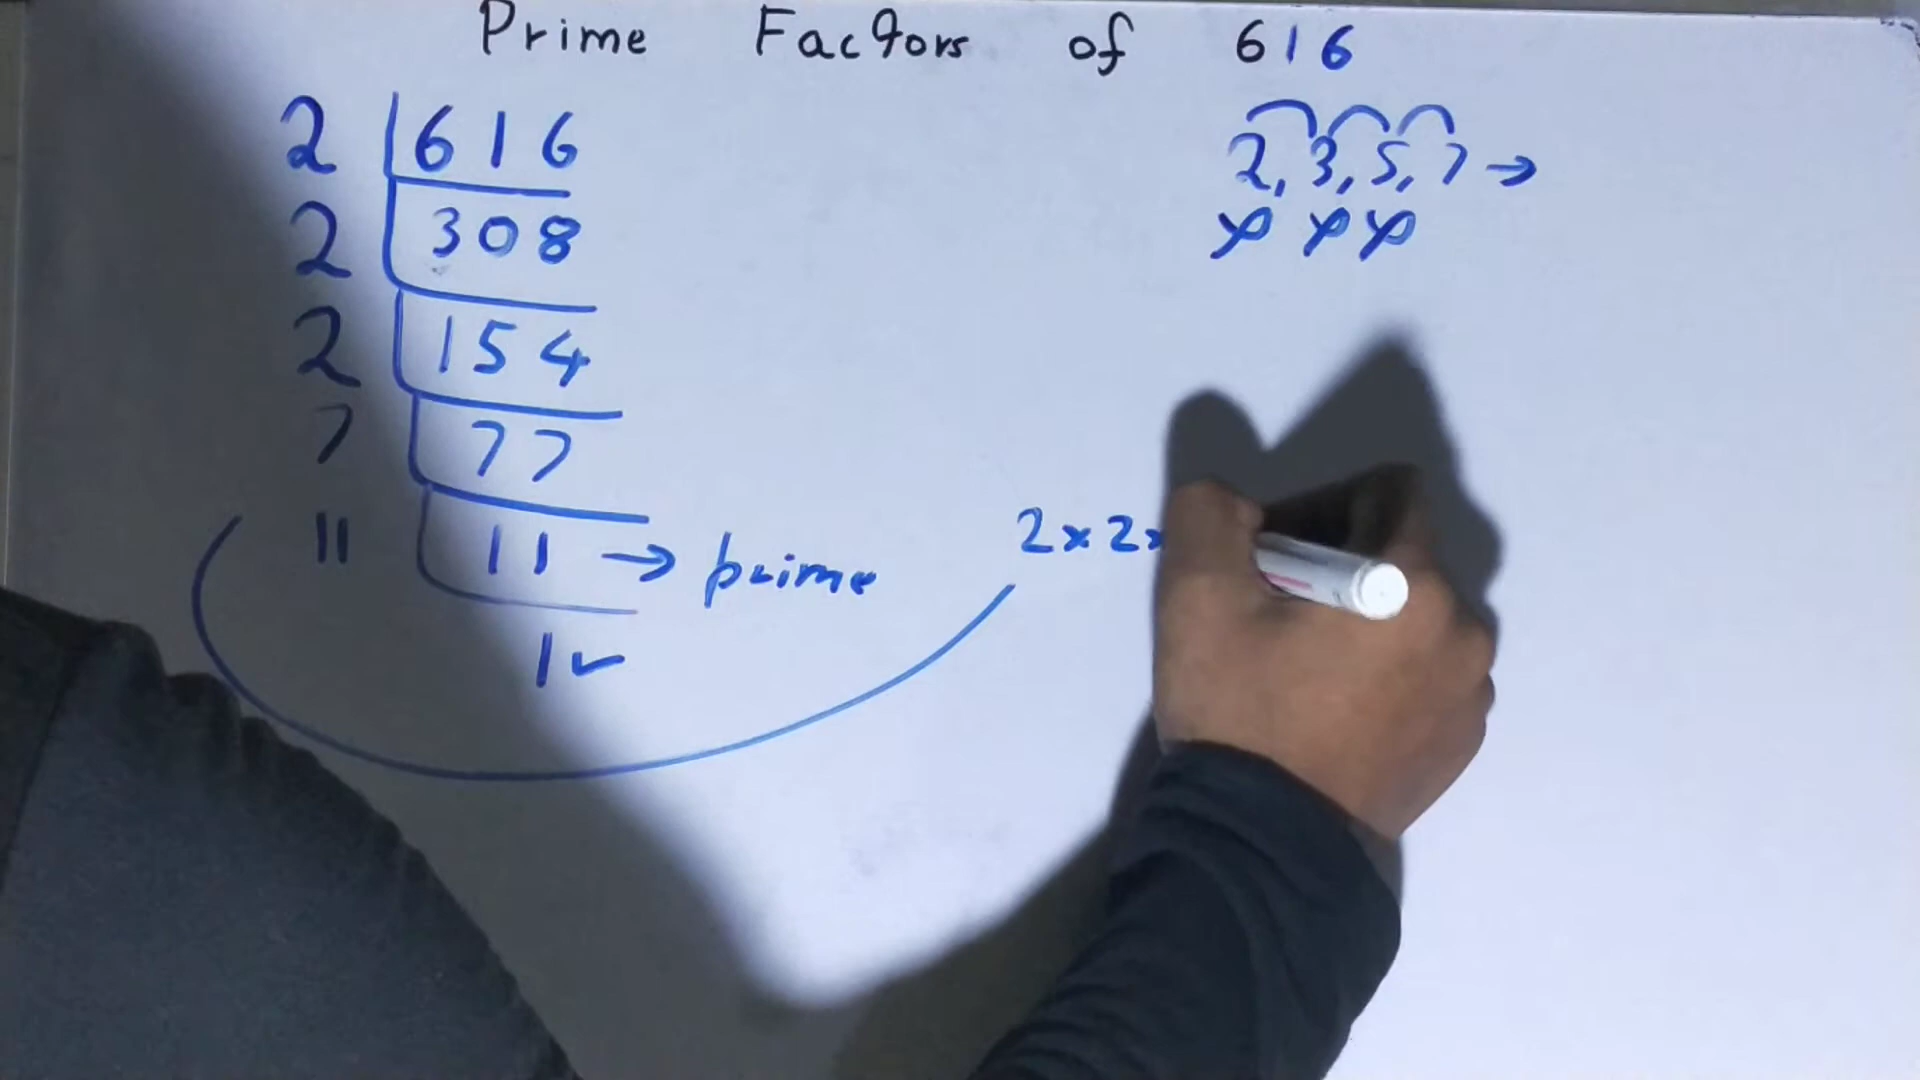 Prime Factors of 616
2 616
2 308
2 154
7 77
11 11 → prime
1 ✓
2, 3, 5, 7 →
2 × 2 ×